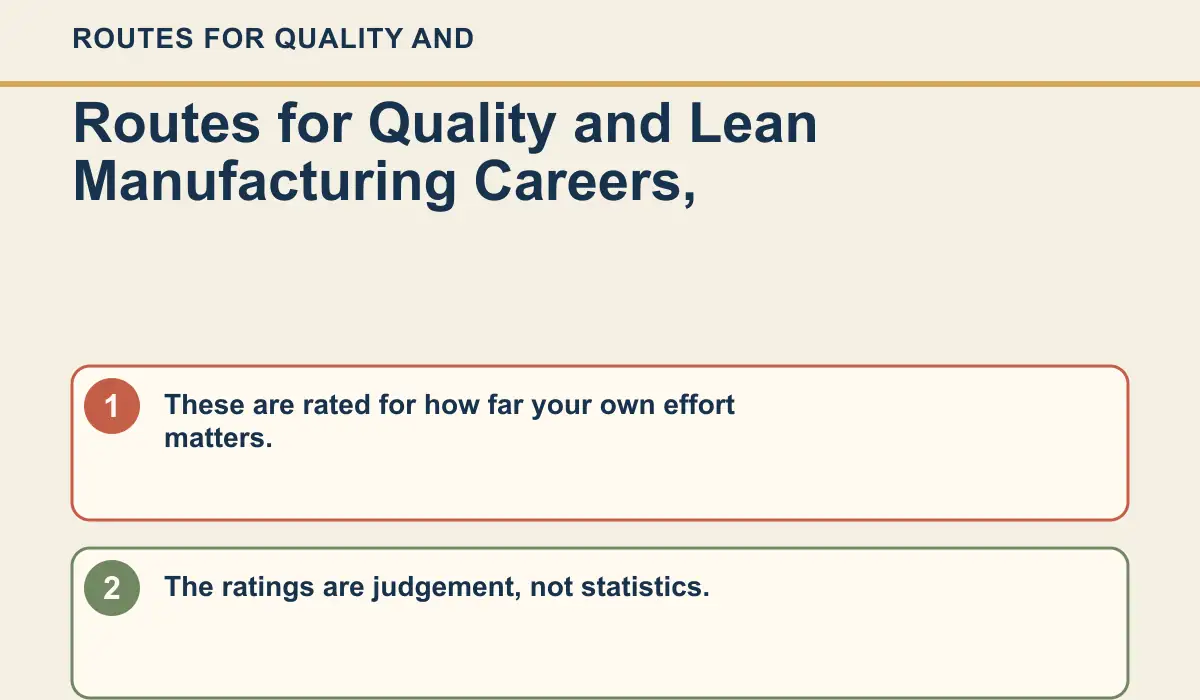 ROUTES FOR QUALITY AND
Routes for Quality and Lean
Manufacturing Careers,
1
These are rated for how far your own effort
matters.
2
The ratings are judgement, not statistics.